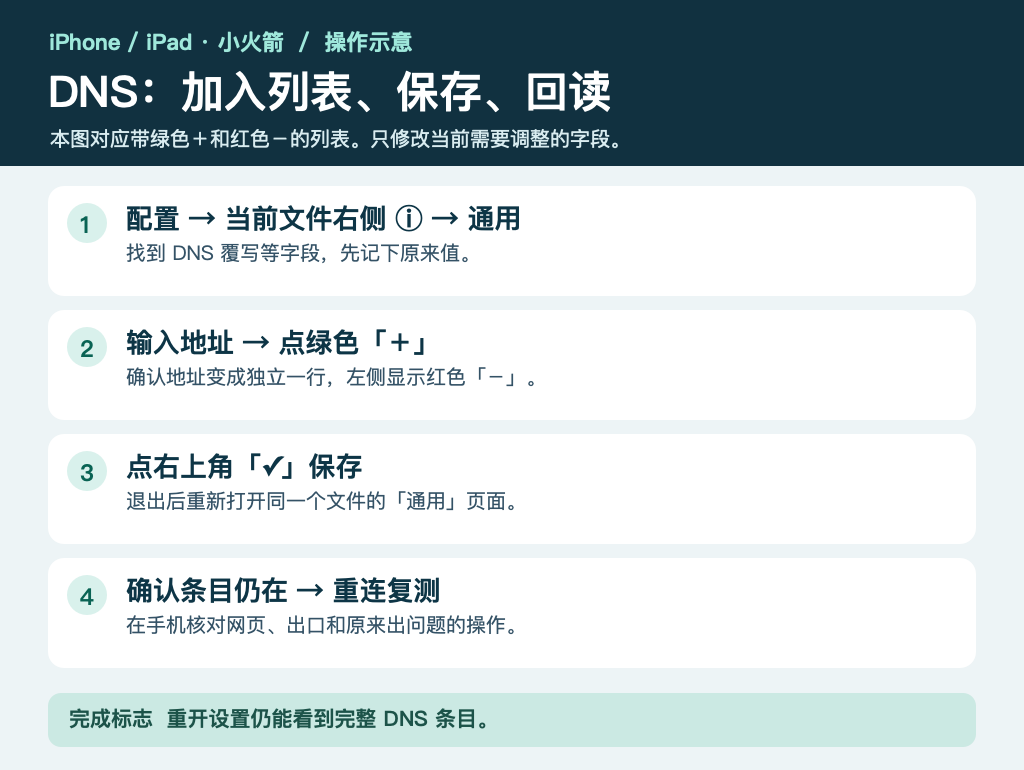 iPhone / iPad · 小火箭 / 操作示意
DNS：加入列表、保存、回读
本图对应带绿色＋和红色－的列表。只修改当前需要调整的字段。
1
配置 → 当前文件右侧 ⓘ → 通用
找到 DNS 覆写等字段，先记下原来值。
2
输入地址 → 点绿色「＋」
确认地址变成独立一行，左侧显示红色「－」。
3
点右上角「✓」保存
退出后重新打开同一个文件的「通用」页面。
4
确认条目仍在 → 重连复测
在手机核对网页、出口和原来出问题的操作。
完成标志 重开设置仍能看到完整 DNS 条目。